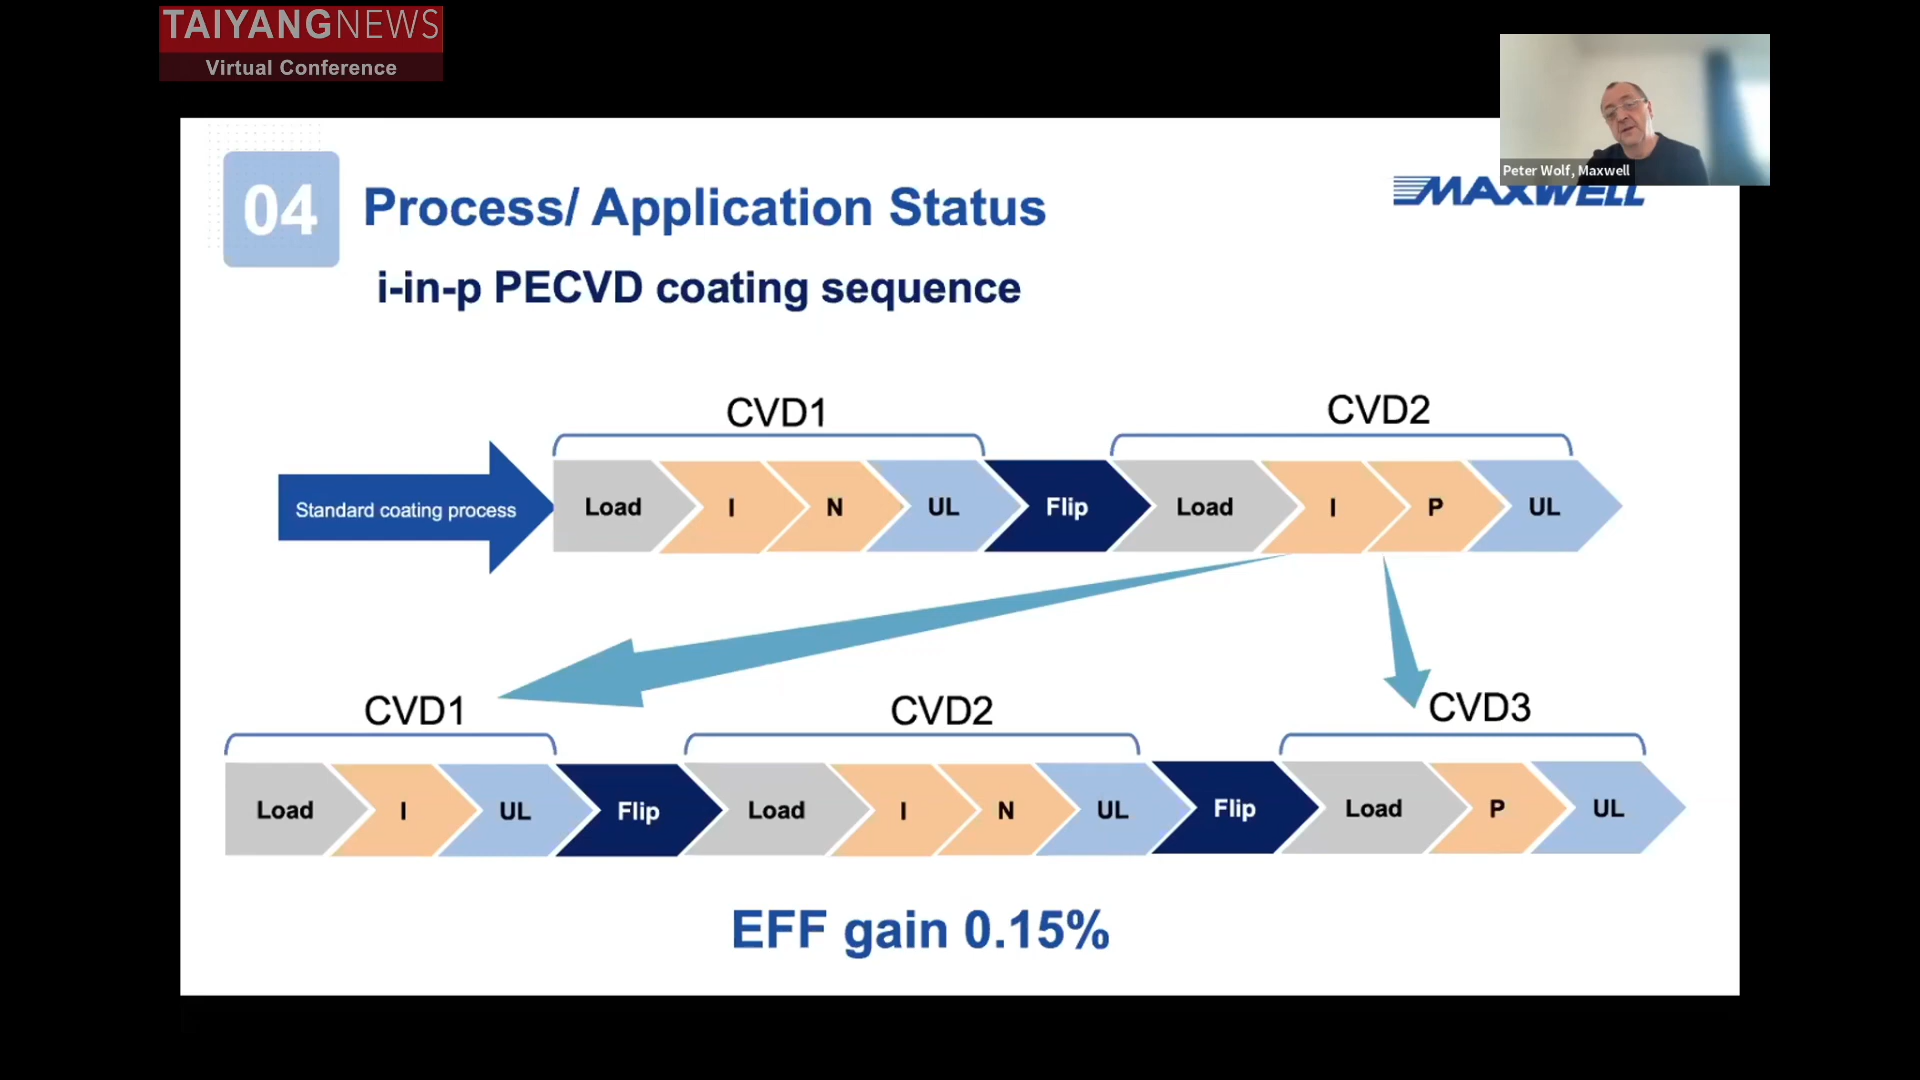 TAIYANGNEWS
Virtual Conference
Peter Wolf, Maxwell
MAXWELL
04
Process/ Application Status
i-in-p PECVD coating sequence
CVD1
CVD2
Standard coating process
Load
I
N
UL
Flip
Load
I
P
UL
CVD1
CVD2
CVD3
Load
I
UL
Flip
Load
I
N
UL
Flip
Load
P
UL
EFF gain 0.15%